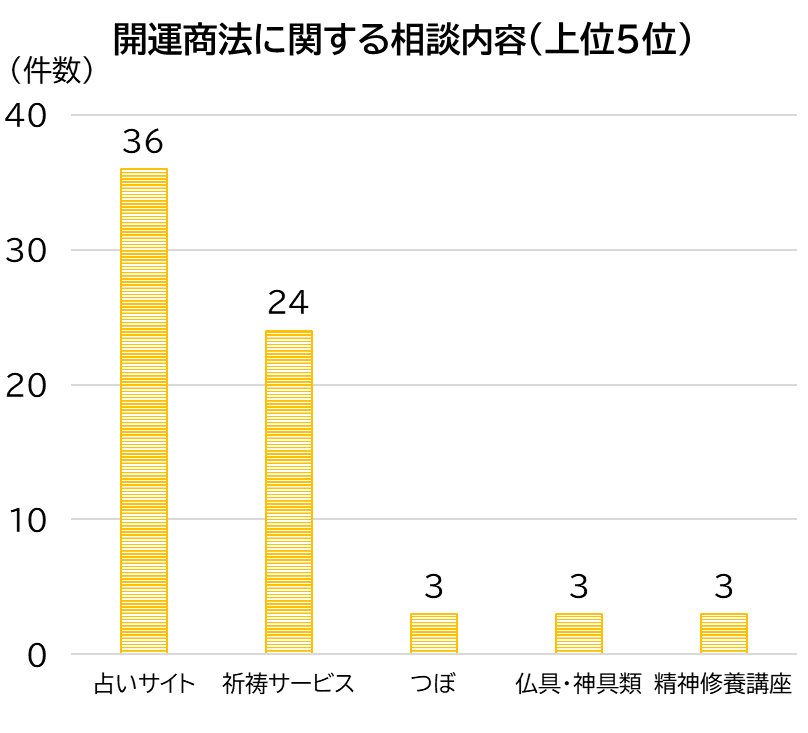 開運商法に関する相談内容（上位5位）
（件数）
40
30
20
10
0
36
24
3
3
3
占いサイト
祈祷サービス
つぼ
仏具・神具類
精神修養講座